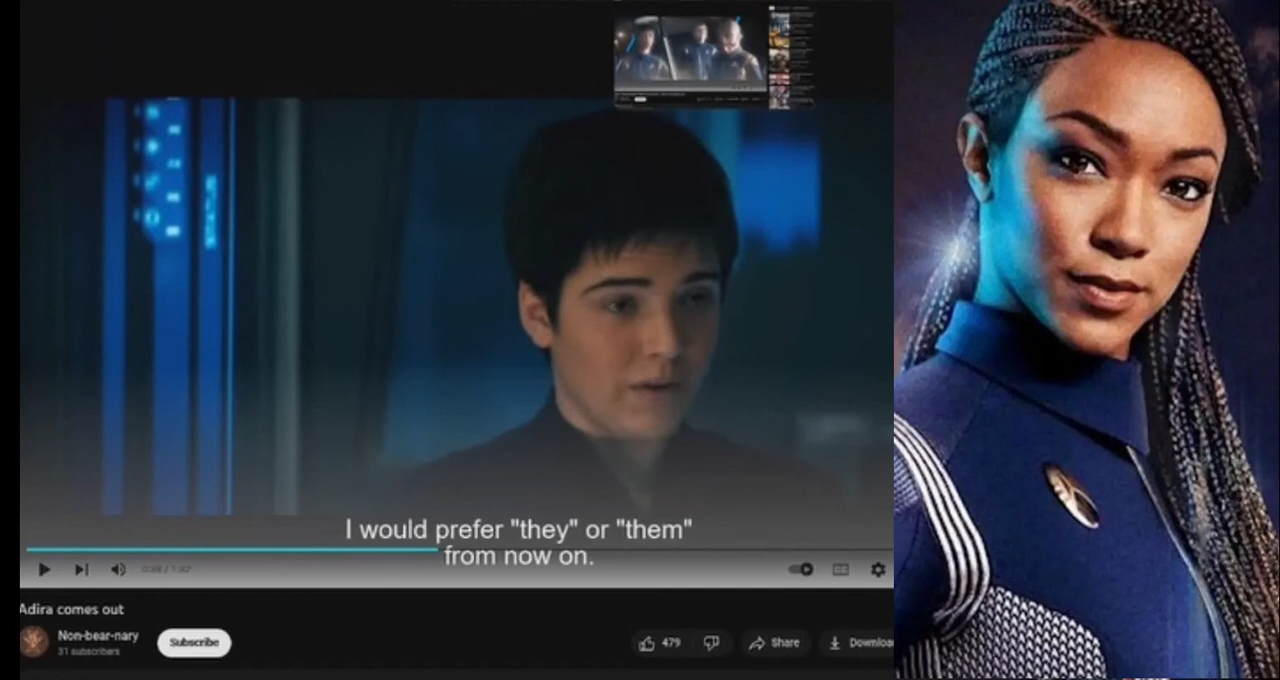 I would prefer "they" or "them"
from now on.
Adira comes out
Non-bear-nary
31 subscribers
Subscribe
479
Share
Download